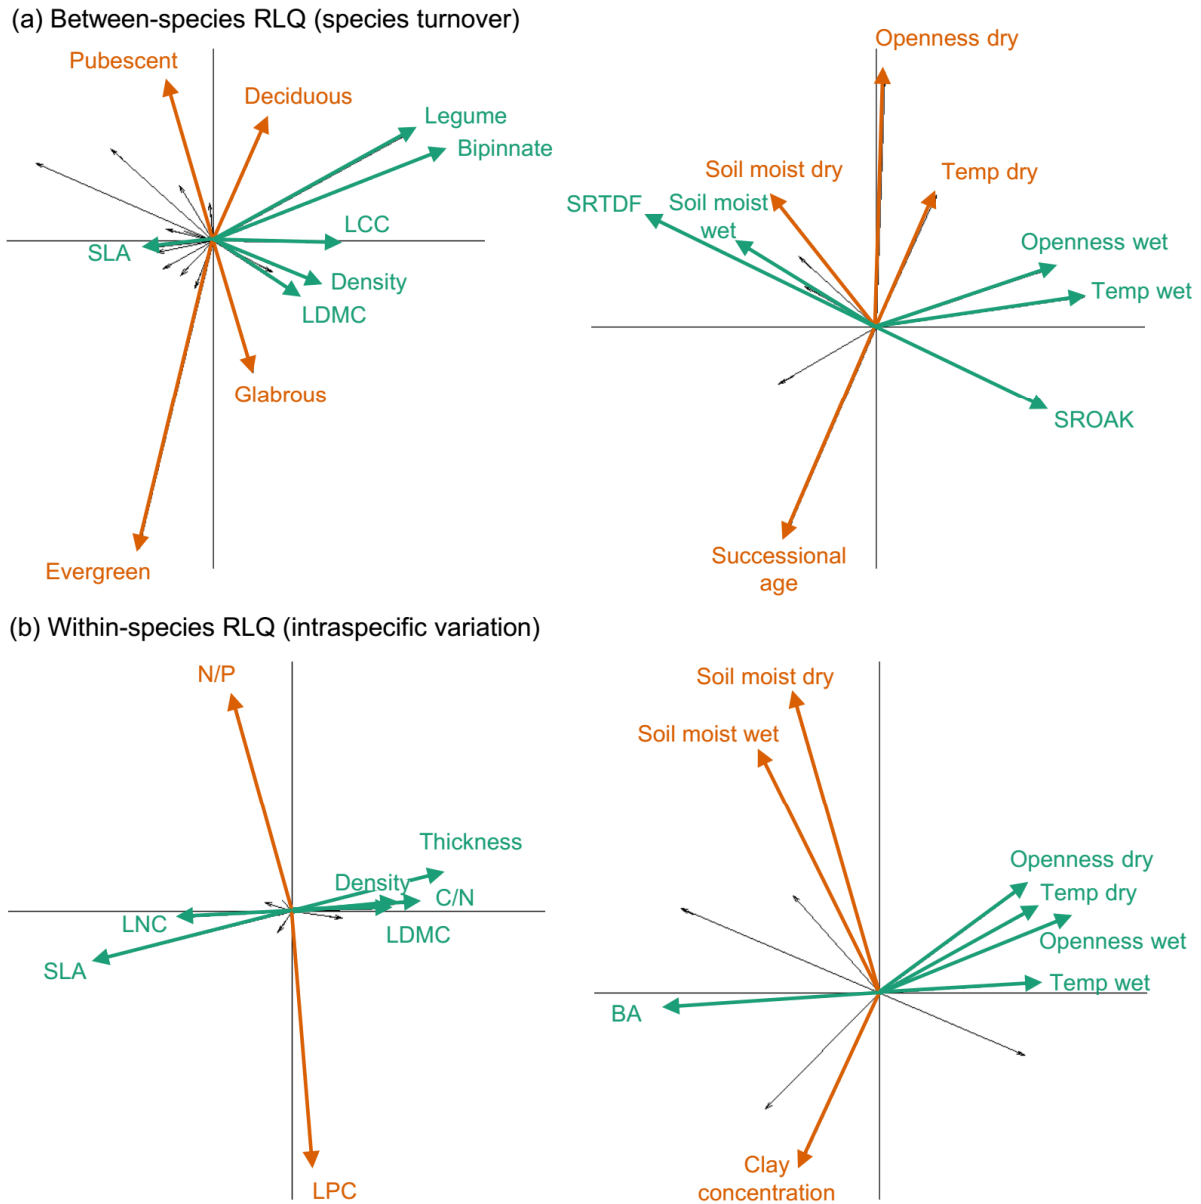 (a) Between-species RLQ (species turnover)
Pubescent
Deciduous
Legume
Bipinnate
LCC
SLA
Density
LDMC
Glabrous
Evergreen
Openness dry
Soil moist dry
Temp dry
SRTDF
Soil moist
wet
Openness wet
Temp wet
SROAK
Successional
age
(b) Within-species RLQ (intraspecific variation)
N/P
Thickness
Density
C/N
LNC
LDMC
SLA
LPC
Soil moist dry
Soil moist wet
Openness dry
Temp dry
Openness wet
Temp wet
BA
Clay
concentration